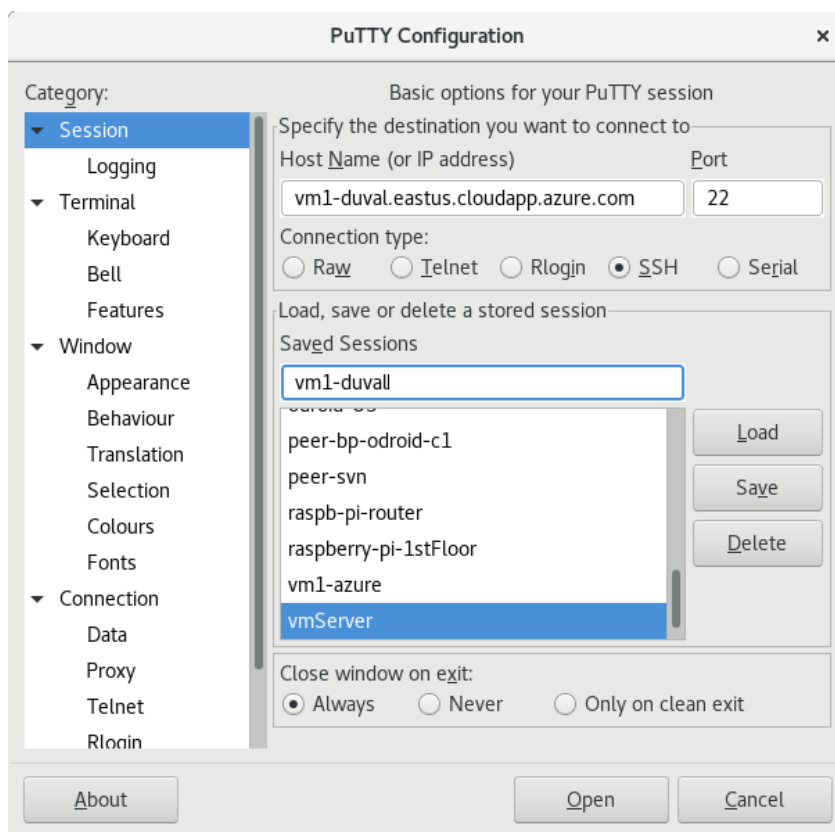 PuTTY Configuration
Category:
Session
Logging
Terminal
Keyboard
Bell
Features
Window
Appearance
Behaviour
Translation
Selection
Colours
Fonts
Connection
Data
Proxy
Telnet
Rlogin
Basic options for your PuTTY session
Specify the destination you want to connect to
Host Name (or IP address) Port
vm1-duval.eastus.cloudapp.azure.com 22
Connection type:
Raw Telnet Rlogin SSH Serial
Load, save or delete a stored session
Saved Sessions
vm1-duval
peer-bp-odroid-c1
peer-svn
raspb-pi-router
raspberry-pi-1stFloor
vm1-azure
vmServer
Load
Save
Delete
Close window on exit:
Always Never Only on clean exit
About Open Cancel